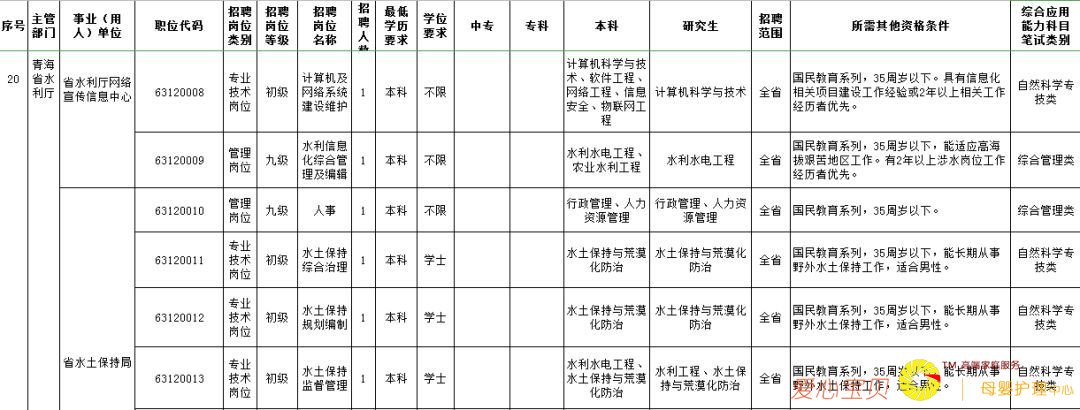 序号 主管部门 事业（用人）单位 职位代码 招聘岗位类别 招聘岗位等级 招聘岗位名称 招聘人数 最低学历要求 学位要求 中专 专科 本科 研究生 招聘范围 所需其他资格条件 综合应用能力科目笔试类别
20 青海省水利厅 省水利厅网络宣传信息中心 63120008 专业技术岗位 初级 计算机及网络系统建设维护 1 本科 不限 计算机科学与技术、软件工程、网络工程、信息安全、物联网工程 计算机科学与技术 全省 国民教育系列，35周岁以下。具有信息化相关项目建设工作经验或2年以上相关工作经历者优先。 自然科学专技类
63120009 管理岗位 九级 水利信息化综合管理及编辑 1 本科 不限 水利水电工程、农业水利工程 水利水电工程 全省 国民教育系列，35周岁以下，能适应高海拔艰苦地区工作。有2年以上涉水岗位工作经历者优先。 综合管理类
省水土保持局 63120010 管理岗位 九级 人事 1 本科 不限 行政管理、人力资源管理 行政管理、人力资源管理 全省 国民教育系列，35周岁以下。 综合管理类
63120011 专业技术岗位 初级 水土保持综合治理 1 本科 学士 水土保持与荒漠化防治 水土保持与荒漠化防治 全省 国民教育系列，35周岁以下，能长期从事野外水土保持工作，适合男性。 自然科学专技类
63120012 专业技术岗位 初级 水土保持规划编制 1 本科 学士 水土保持与荒漠化防治 水土保持与荒漠化防治 全省 国民教育系列，35周岁以下，能长期从事野外水土保持工作，适合男性。 自然科学专技类
63120013 专业技术岗位 初级 水土保持监督管理 1 本科 学士 水利水电工程、水土保持与荒漠化防治 水利工程、水土保持与荒漠化防治 全省 国民教育系列，35周岁以下，能长期从事野外水土保持工作，适合男性。 自然科学专技类
TM 高端家庭服务
爱心宝贝 母婴护理中心